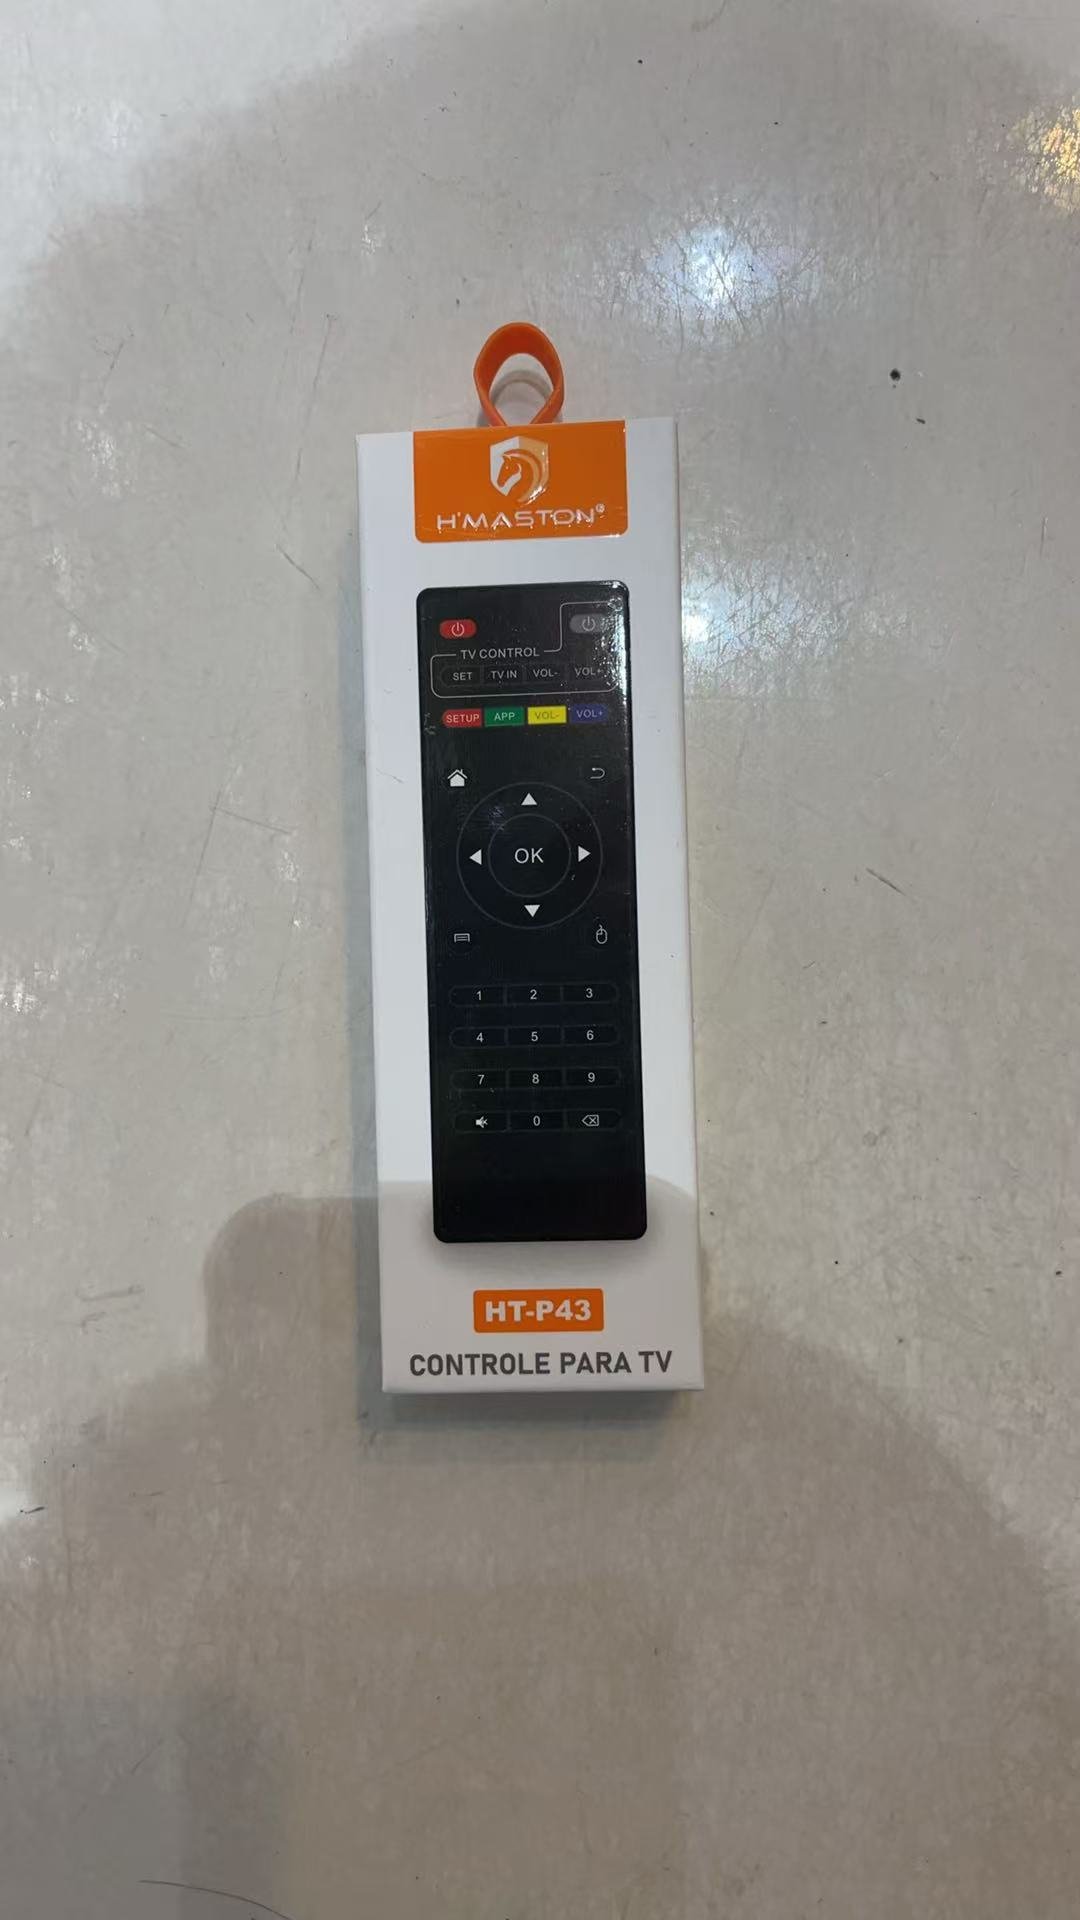 H'MASTON®
TV CONTROL
SET TV IN VOL- VOL+
SETUP APP VOL- VOL+
OK
1 2 3
4 5 6
7 8 9
0
HT-P43
CONTROLE PARA TV